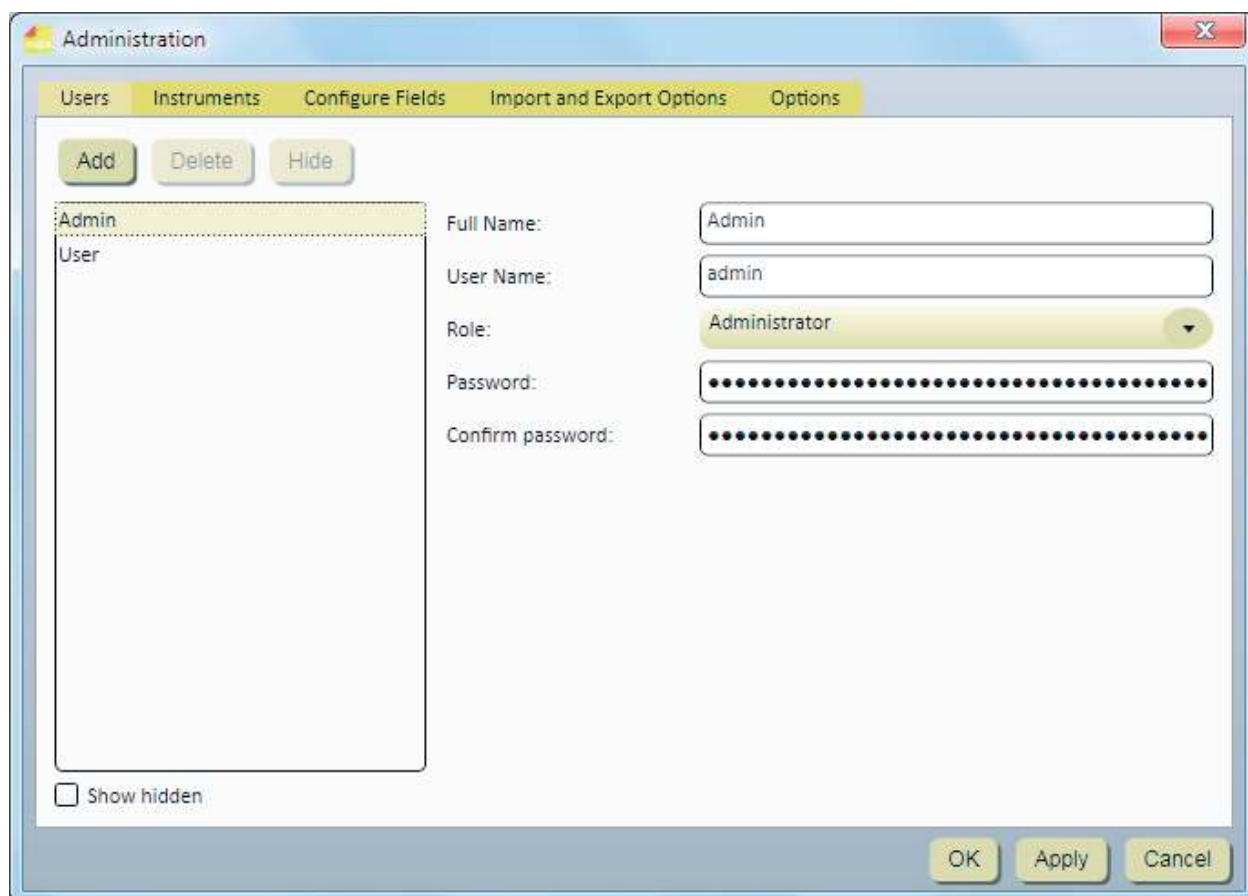 Administration
Users Instruments Configure Fields Import and Export Options Options
Add Delete Hide
Admin
User
Full Name: Admin
User Name: admin
Role: Administrator
Password: ••••••••••••••••••••••••••••••••••••••
Confirm password: ••••••••••••••••••••••••••••••••••••••
Show hidden
OK Apply Cancel